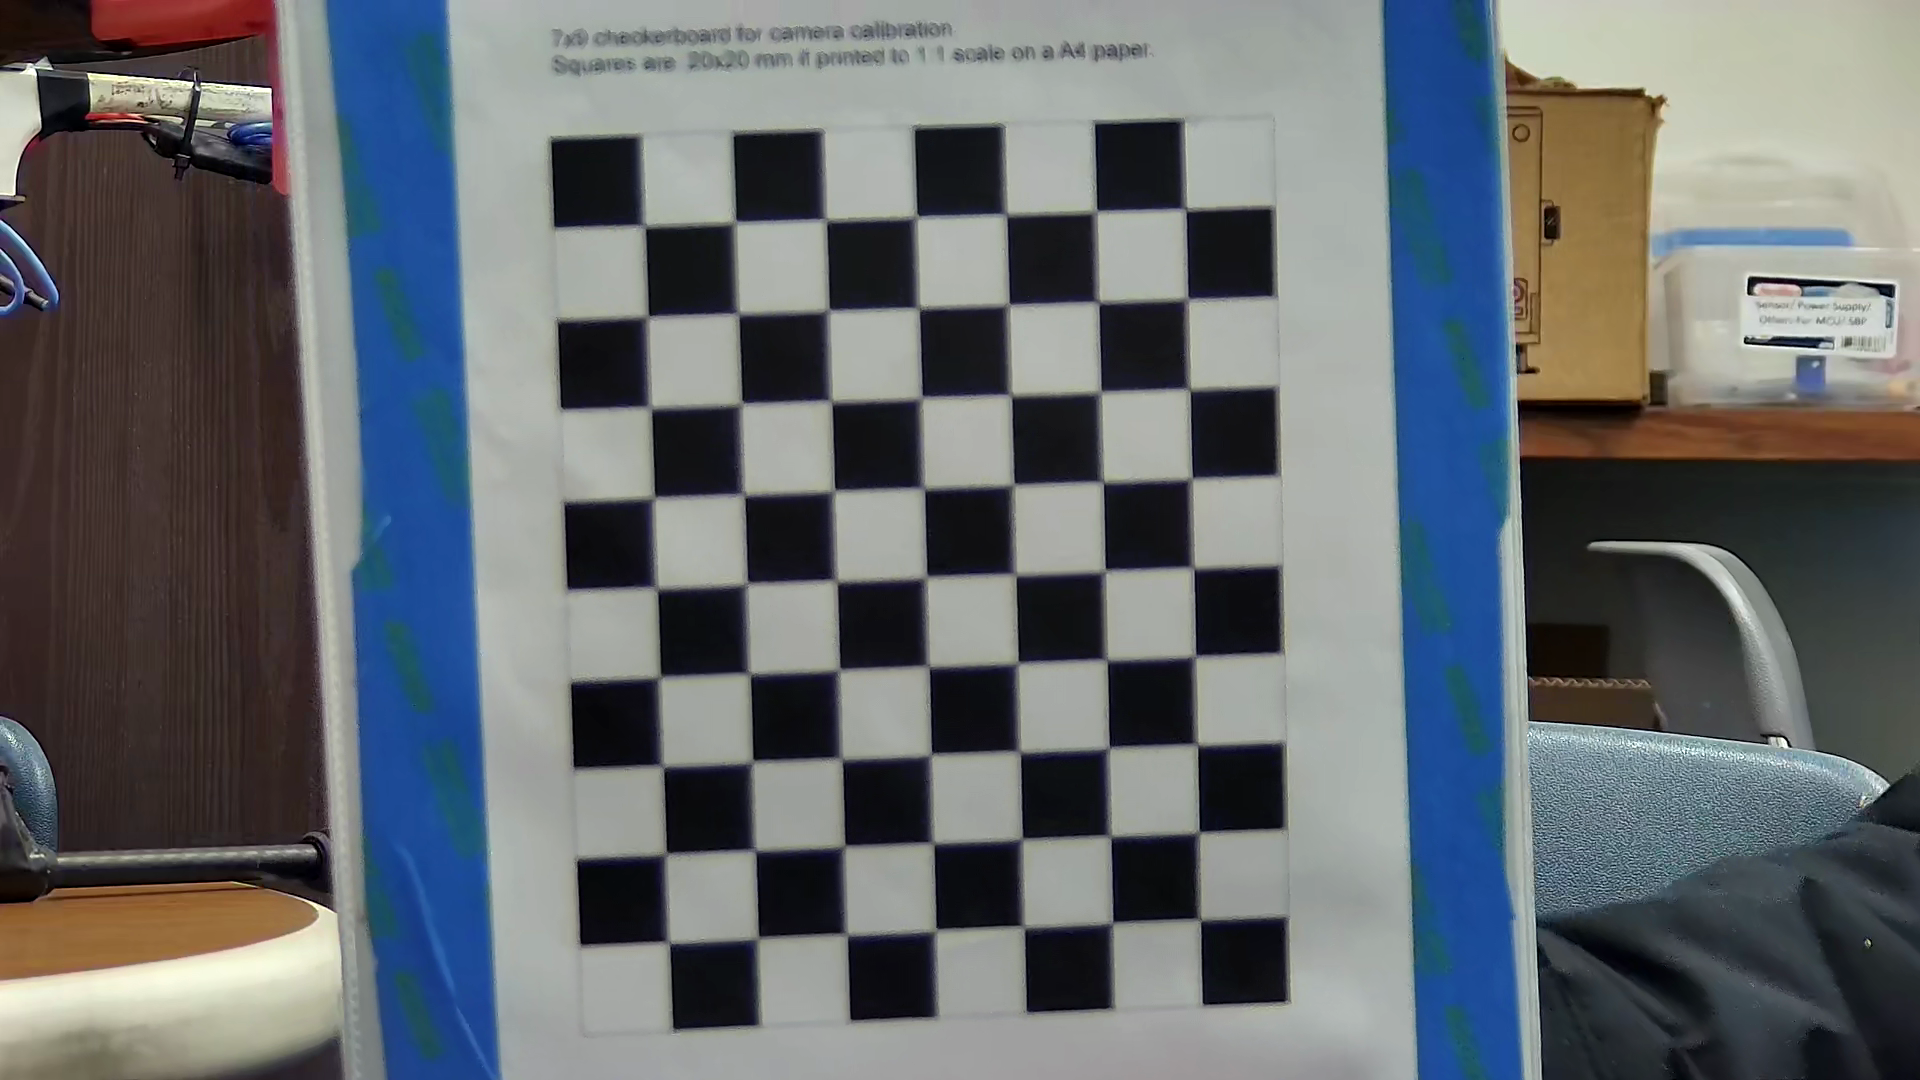 7x9 checkerboard for camera calibration
Squares are 20x20 mm if printed to 1:1 scale on a A4 paper.
Sensor/ Power Supply/
Others for MCU/ SBP